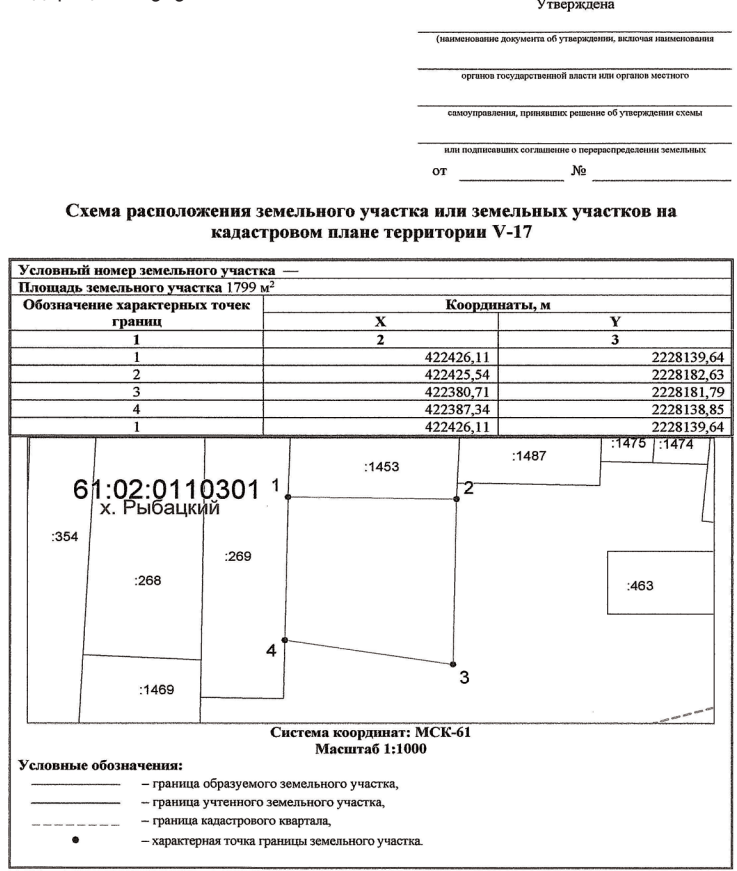 Утверждена
(наименование документа об утверждении, включая наименования
органов государственной власти или органов местного
самоуправления, принявших решение об утверждении схемы
или подписавших соглашение о перераспределении земельных
от № 
Схема расположения земельного участка или земельных участков на
кадастровом плане территории V-17
Условный номер земельного участка —
Площадь земельного участка 1799 м²
Обозначение характерных точек границ Координаты, м
X Y
1 2 3
1 422426,11 2228139,64
2 422425,54 2228182,63
3 422380,71 2228181,79
4 422387,34 2228138,85
1 422426,11 2228139,64
:1475 :1474
:1453 :1487
61:02:0110301 1 2
х. Рыбацкий
:354
:269
:268 :463
4
3
:1469
Система координат: МСК-61
Масштаб 1:1000
Условные обозначения:
– граница образуемого земельного участка,
– граница учтенного земельного участка,
– граница кадастрового квартала,
– характерная точка границы земельного участка.